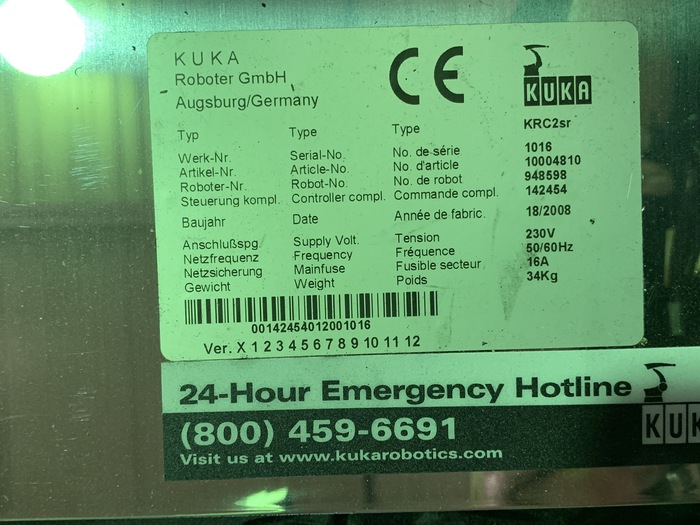 KUKA
Roboter GmbH
Augsburg/Germany
CE
KUKA
Typ Type Type KRC2sr
Werk-Nr. Serial-No. No. de série 1016
Artikel-Nr. Article-No. No. d'article 10004810
Roboter-Nr. Robot-No. No. de robot 948598
Steuerung kompl. Controller compl. Commande compl. 142454
Baujahr Date Année de fabric. 18/2008
Anschlußspg. Supply Volt. Tension 230V
Netzfrequenz Frequency Fréquence 50/60Hz
Netzsicherung Mainfuse Fusible secteur 16A
Gewicht Weight Poids 34Kg
00142454012001016
Ver. X 1 2 3 4 5 6 7 8 9 10 11 12
24-Hour Emergency Hotline
(800) 459-6691
KUK
Visit us at www.kukarobotics.com